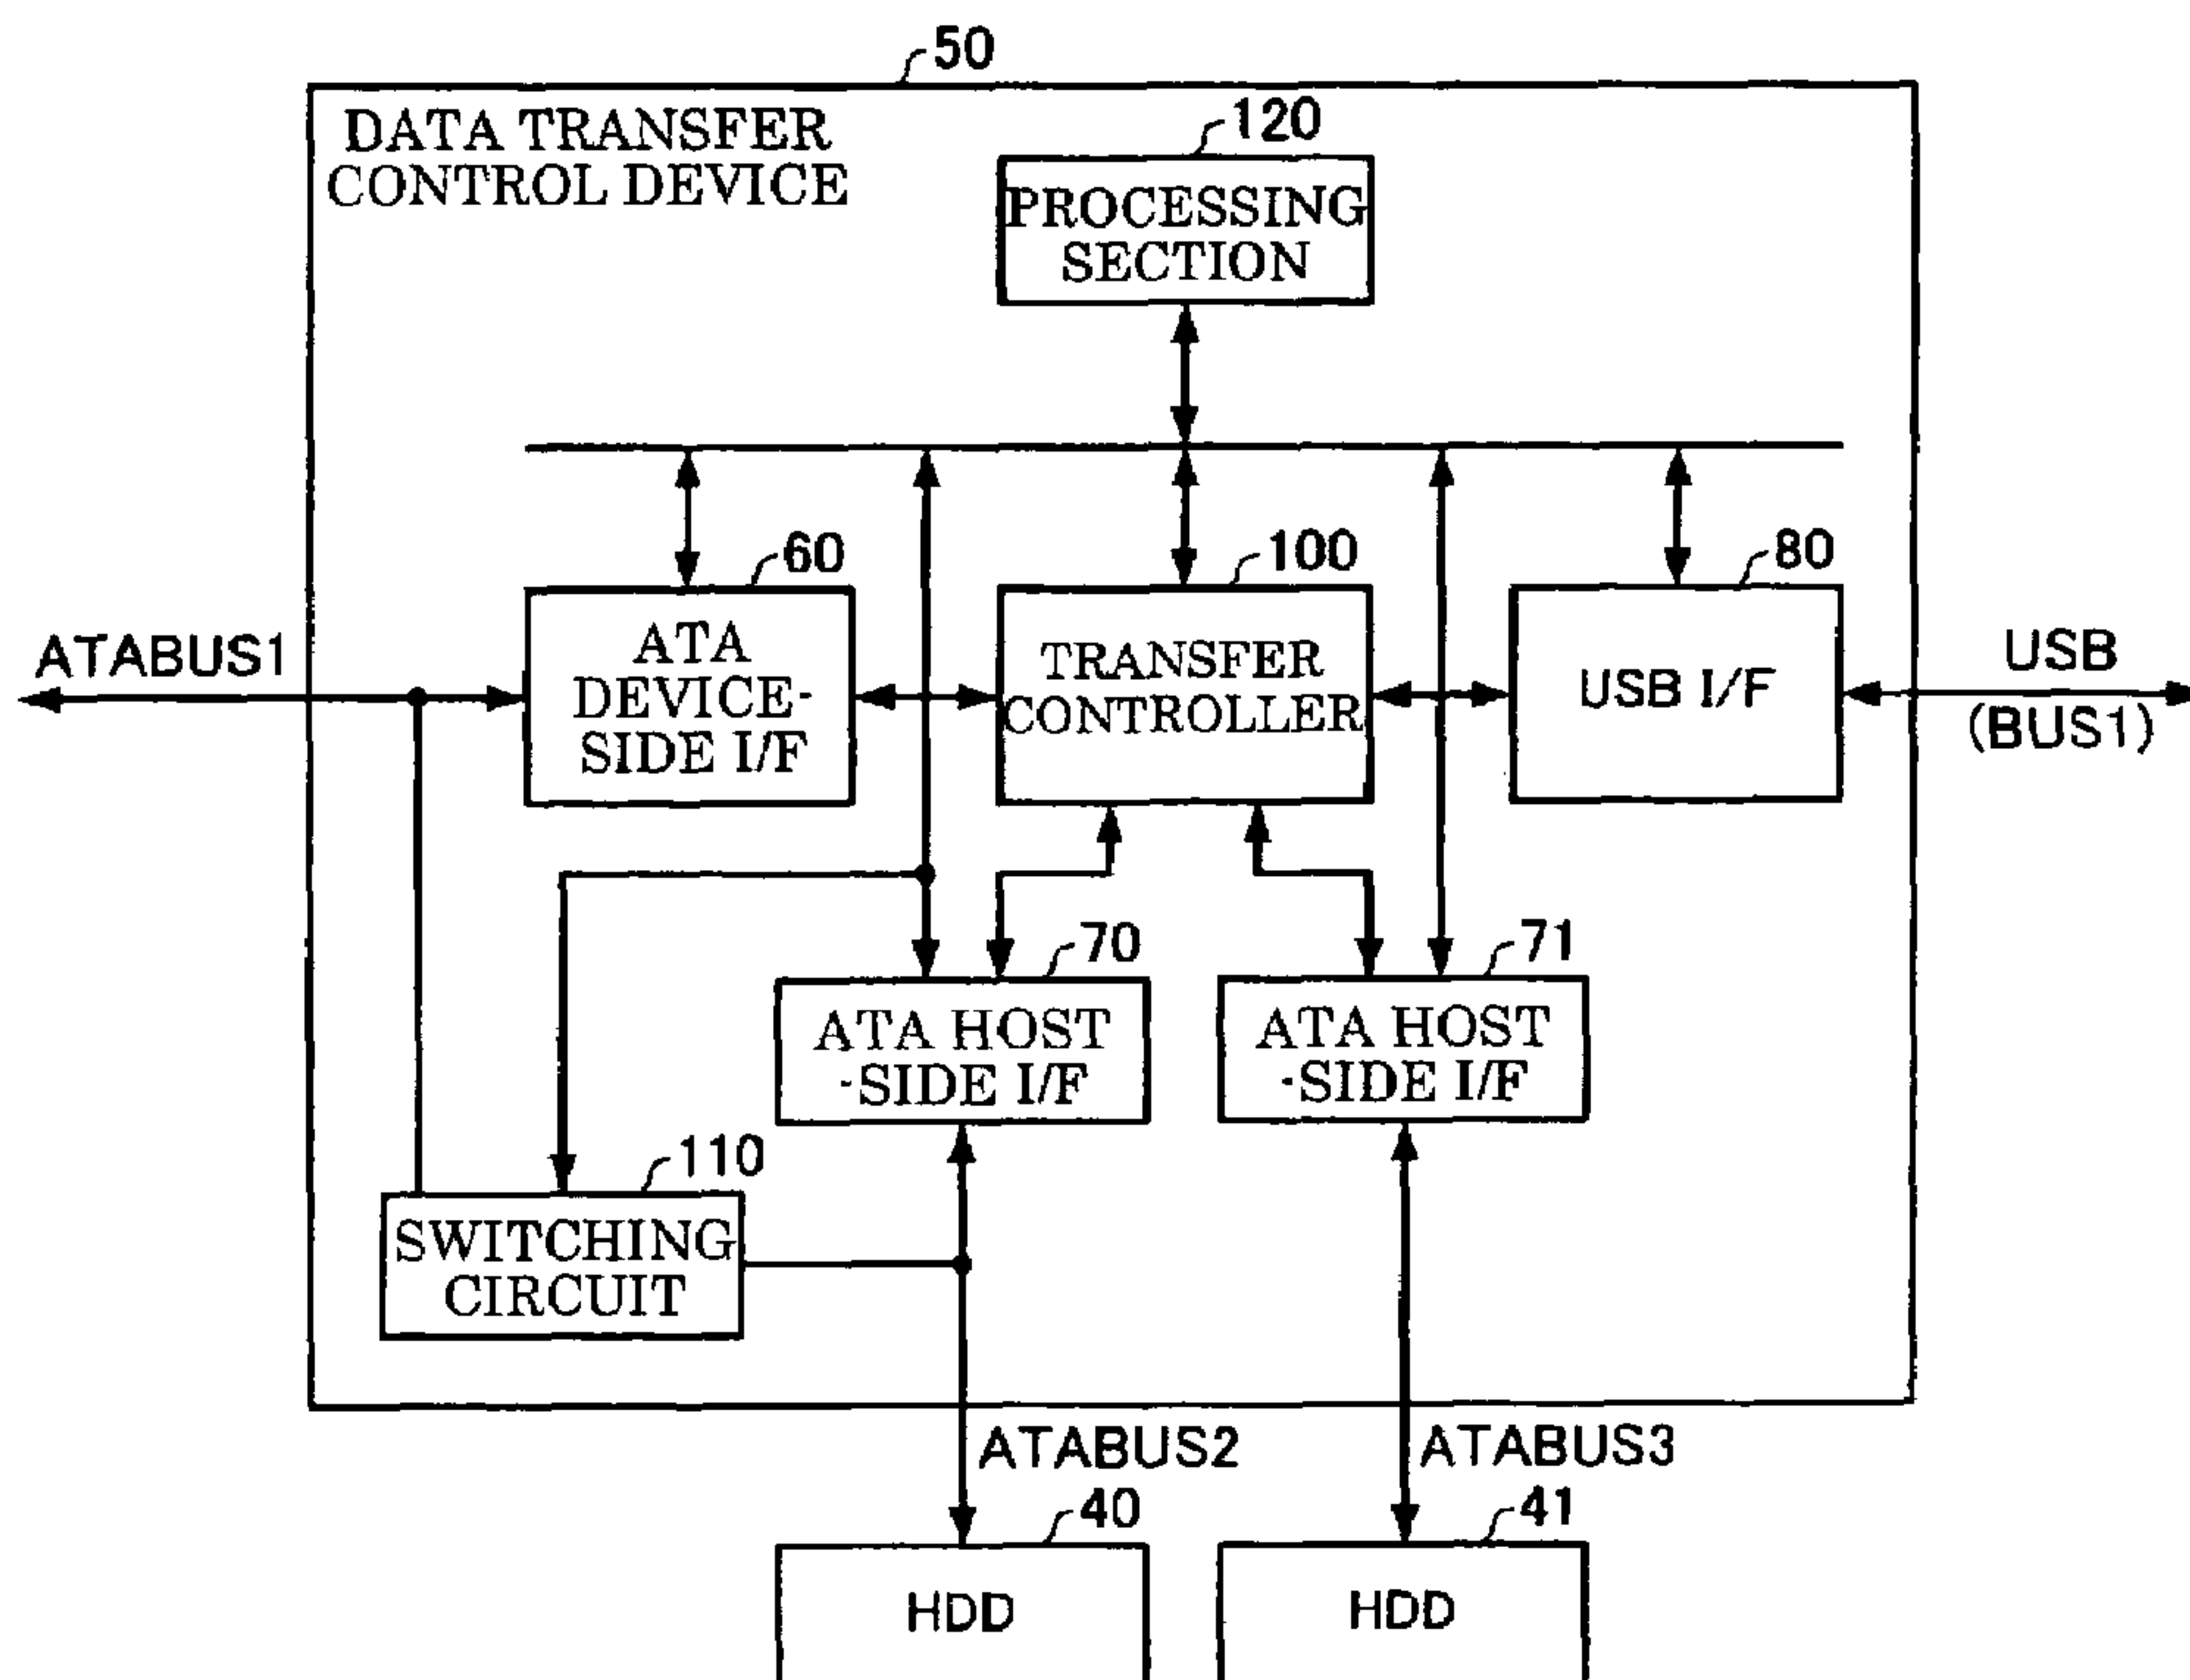 50
DATA TRANSFER
CONTROL DEVICE
120
PROCESSING
SECTION
60
100
80
ATABUS1
ATA
DEVICE-
SIDE I/F
TRANSFER
CONTROLLER
USB I/F
USB
(BUS1)
70
71
ATA HOST
-SIDE I/F
ATA HOST
-SIDE I/F
110
SWITCHING
CIRCUIT
ATABUS2
ATABUS3
40
41
HDD
HDD